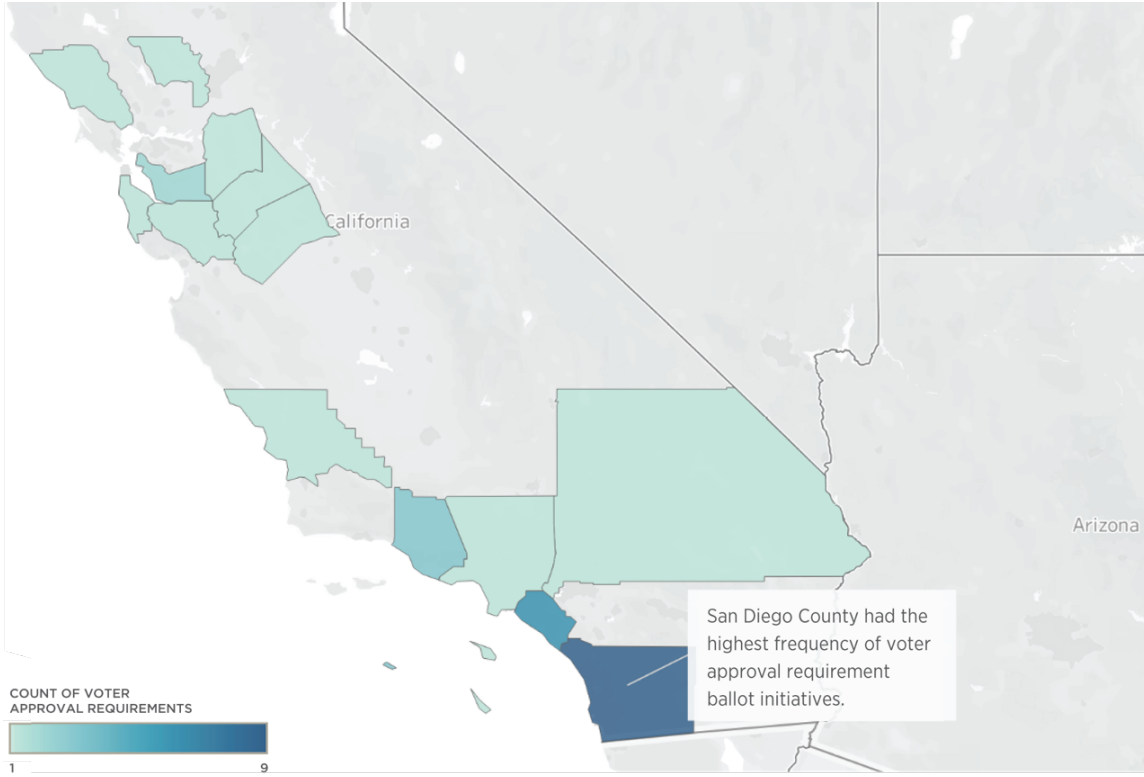 California
Arizona
San Diego County had the
highest frequency of voter
approval requirement
ballot initiatives.
COUNT OF VOTER
APPROVAL REQUIREMENTS
1 9